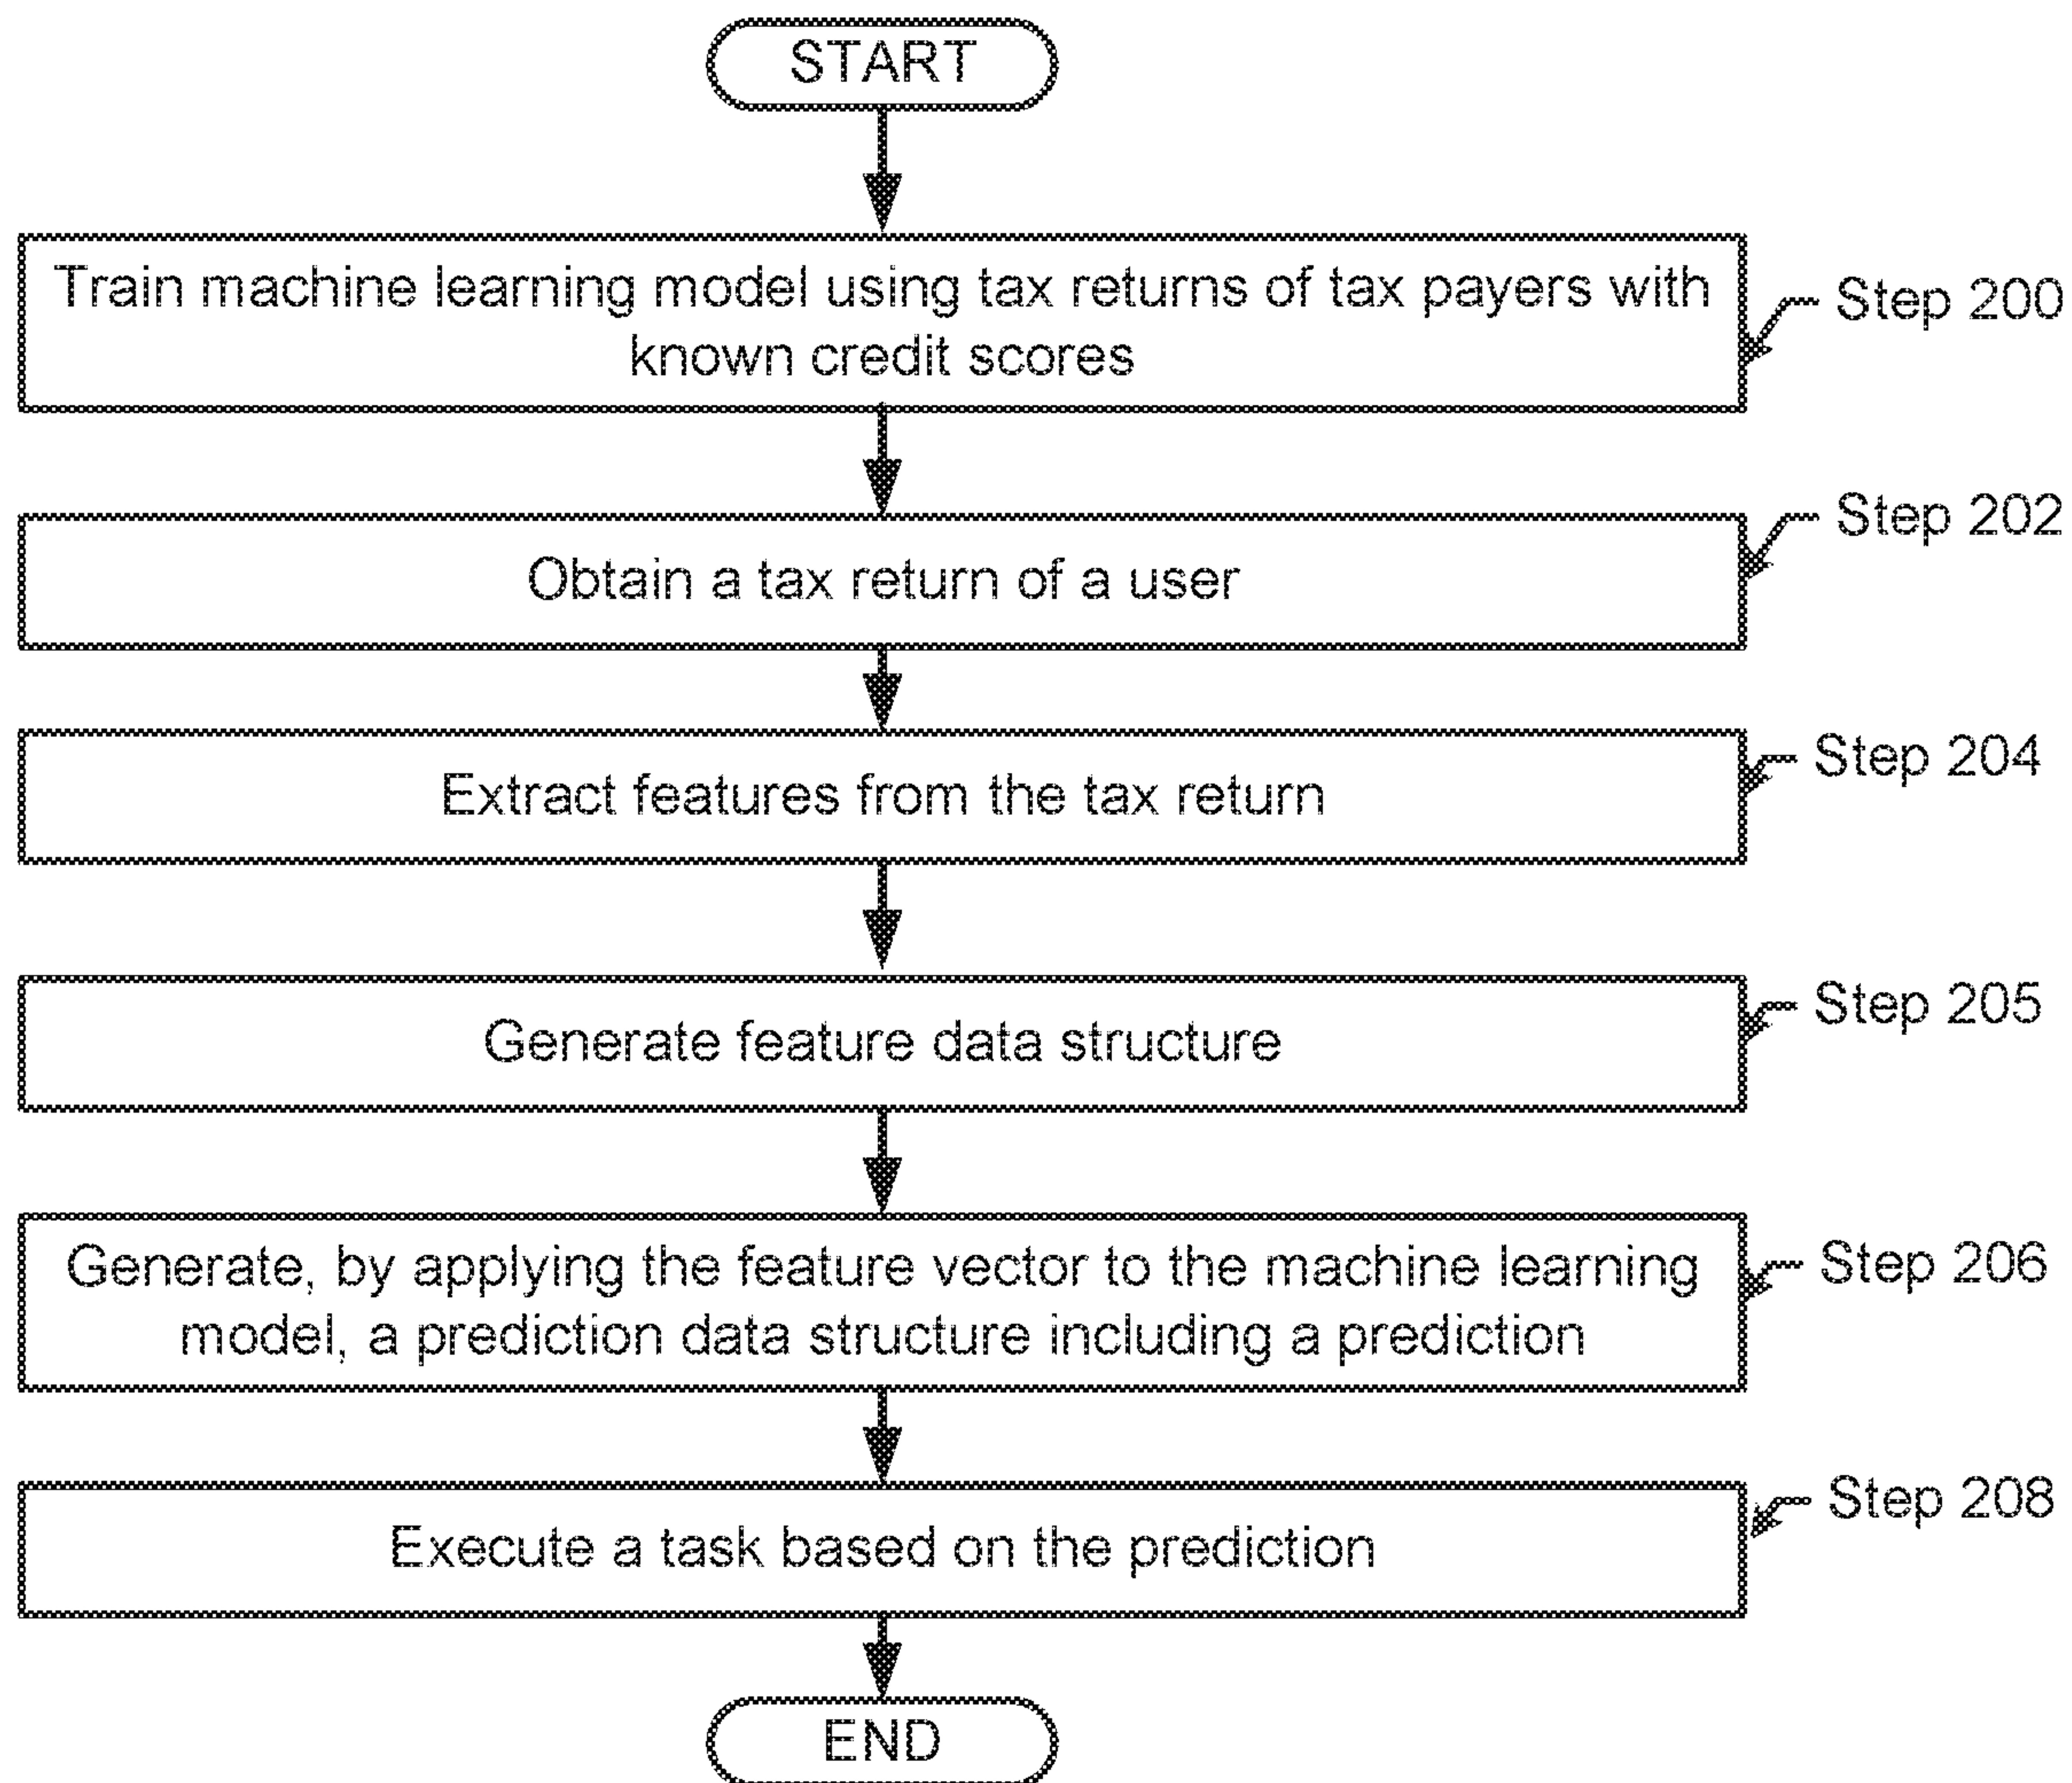 START
Train machine learning model using tax returns of tax payers with
known credit scores
Step 200
Obtain a tax return of a user
Step 202
Extract features from the tax return
Step 204
Generate feature data structure
Step 205
Generate, by applying the feature vector to the machine learning
model, a prediction data structure including a prediction
Step 206
Execute a task based on the prediction
Step 208
END